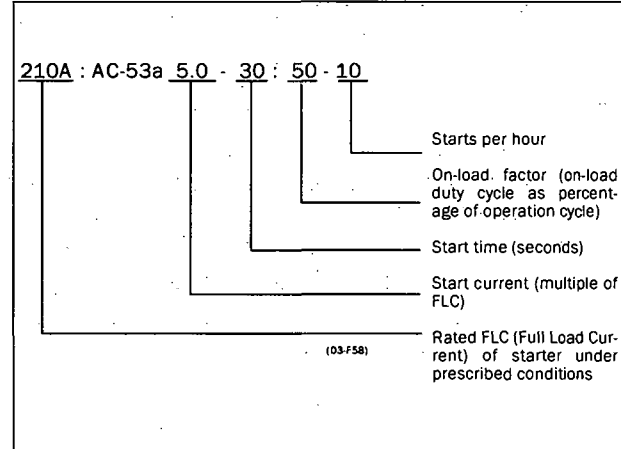 210A : AC-53a 5.0 - 30 : 50 - 10
Starts per hour
On-load factor (on-load
duty cycle as percent-
age of operation cycle)
Start time (seconds)
Start current (multiple of
FLC)
(03-F58)
Rated FLC (Full Load Cur-
rent) of starter under
prescribed conditions